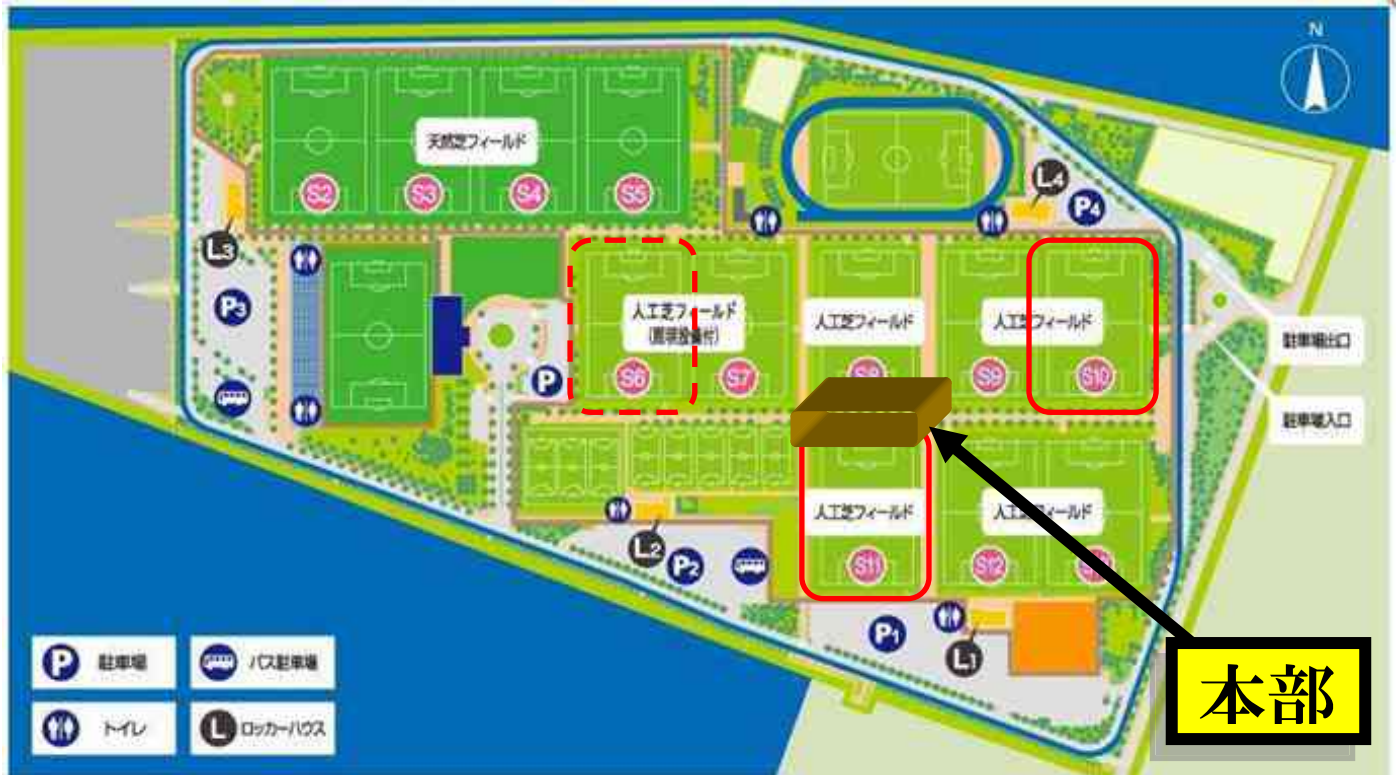 N
天然芝フィールド
S2
S3
S4
S5
L4
P4
L3
P3
人工芝フィールド
人工芝フィールド
人工芝フィールド
駐車場出口
P
S6
S7
S9
S10
駐車場入口
人工芝フィールド
人工芝フィールド
L2
P2
S11
S12
P1
L1
本部
P 駐車場
バス駐車場
トイレ
L ロッカーハウス